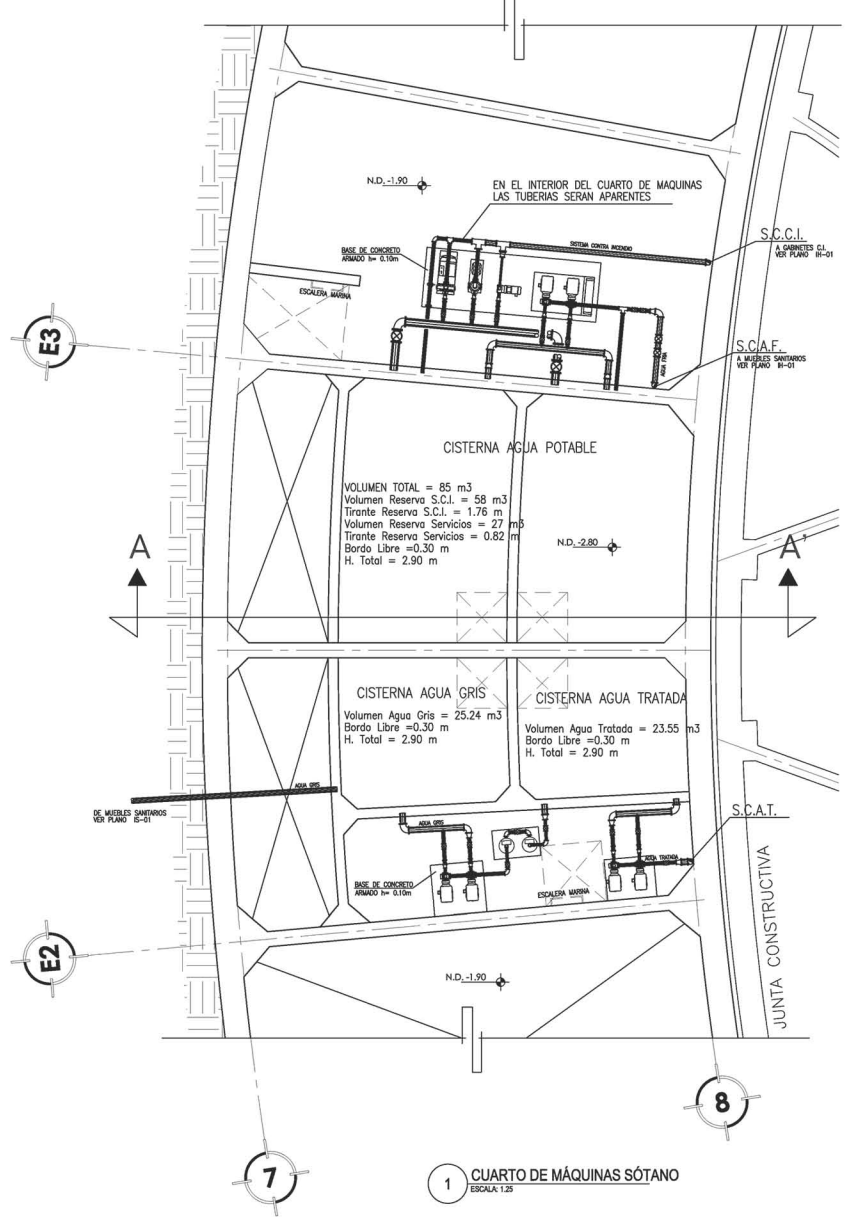 N.D. -1.90
EN EL INTERIOR DEL CUARTO DE MAQUINAS
LAS TUBERIAS SERAN APARENTES
S.C.C.I.
A GABINETES C.I.
VER PLANO IH-01
SISTEMA CONTRA INCENDIO
BASE DE CONCRETO
ARMADO h= 0.10m
ESCALERA MARINA
E3
S.C.A.F.
A MUEBLES SANITARIOS
VER PLANO IH-01
AGUA FRIA
CISTERNA AGUA POTABLE
VOLUMEN TOTAL = 85 m3
Volumen Reserva S.C.I. = 58 m3
Tirante Reserva S.C.I. = 1.76 m
Volumen Reserva Servicios = 27 m3
Tirante Reserva Servicios = 0.82 m
Bordo Libre =0.30 m
H. Total = 2.90 m
N.D. -2.80
A
A'
CISTERNA AGUA GRIS
Volumen Agua Gris = 25.24 m3
Bordo Libre =0.30 m
H. Total = 2.90 m
CISTERNA AGUA TRATADA
Volumen Agua Tratada = 23.55 m3
Bordo Libre =0.30 m
H. Total = 2.90 m
AGUA GRIS
DE MUEBLES SANITARIOS
VER PLANO IS-01
AGUA GRIS
S.C.A.T.
AGUA TRATADA
BASE DE CONCRETO
ARMADO h= 0.10m
ESCALERA MARINA
E2
N.D. -1.90
JUNTA CONSTRUCTIVA
8
7
1
CUARTO DE MÁQUINAS SÓTANO
ESCALA: 1.25